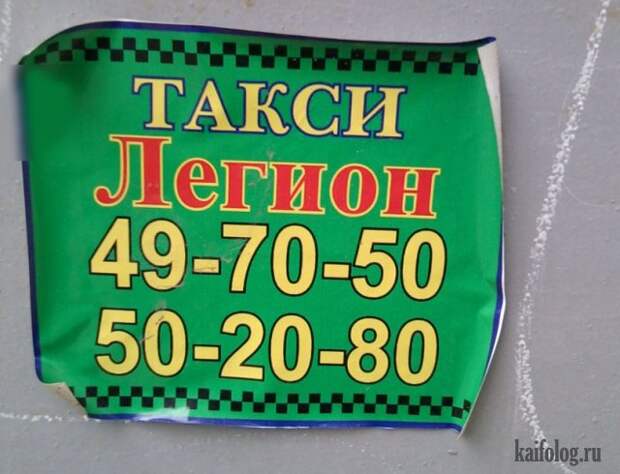 ТАКСИ
Легион
49-70-50
50-20-80
kaifolog.ru